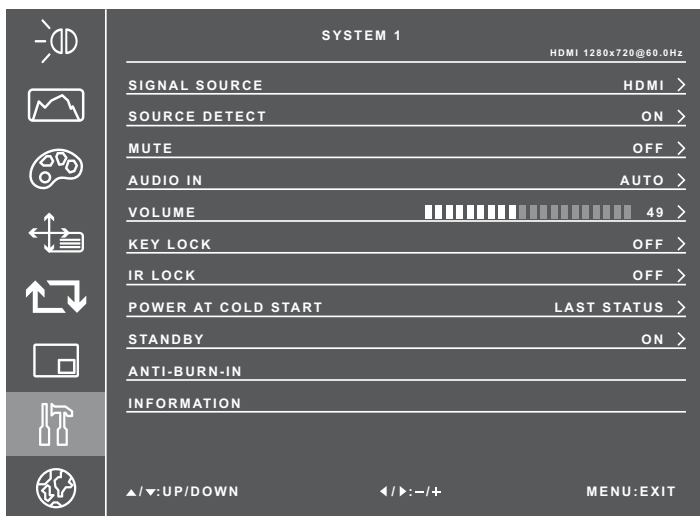 SYSTEM 1
HDMI 1280x720@60.0Hz
SIGNAL SOURCE HDMI >
SOURCE DETECT ON >
MUTE OFF >
AUDIO IN AUTO >
VOLUME 49 >
KEY LOCK OFF >
IR LOCK OFF >
POWER AT COLD START LAST STATUS >
STANDBY ON >
ANTI-BURN-IN
INFORMATION
▲/▼:UP/DOWN ◀/▶:−/+ MENU:EXIT